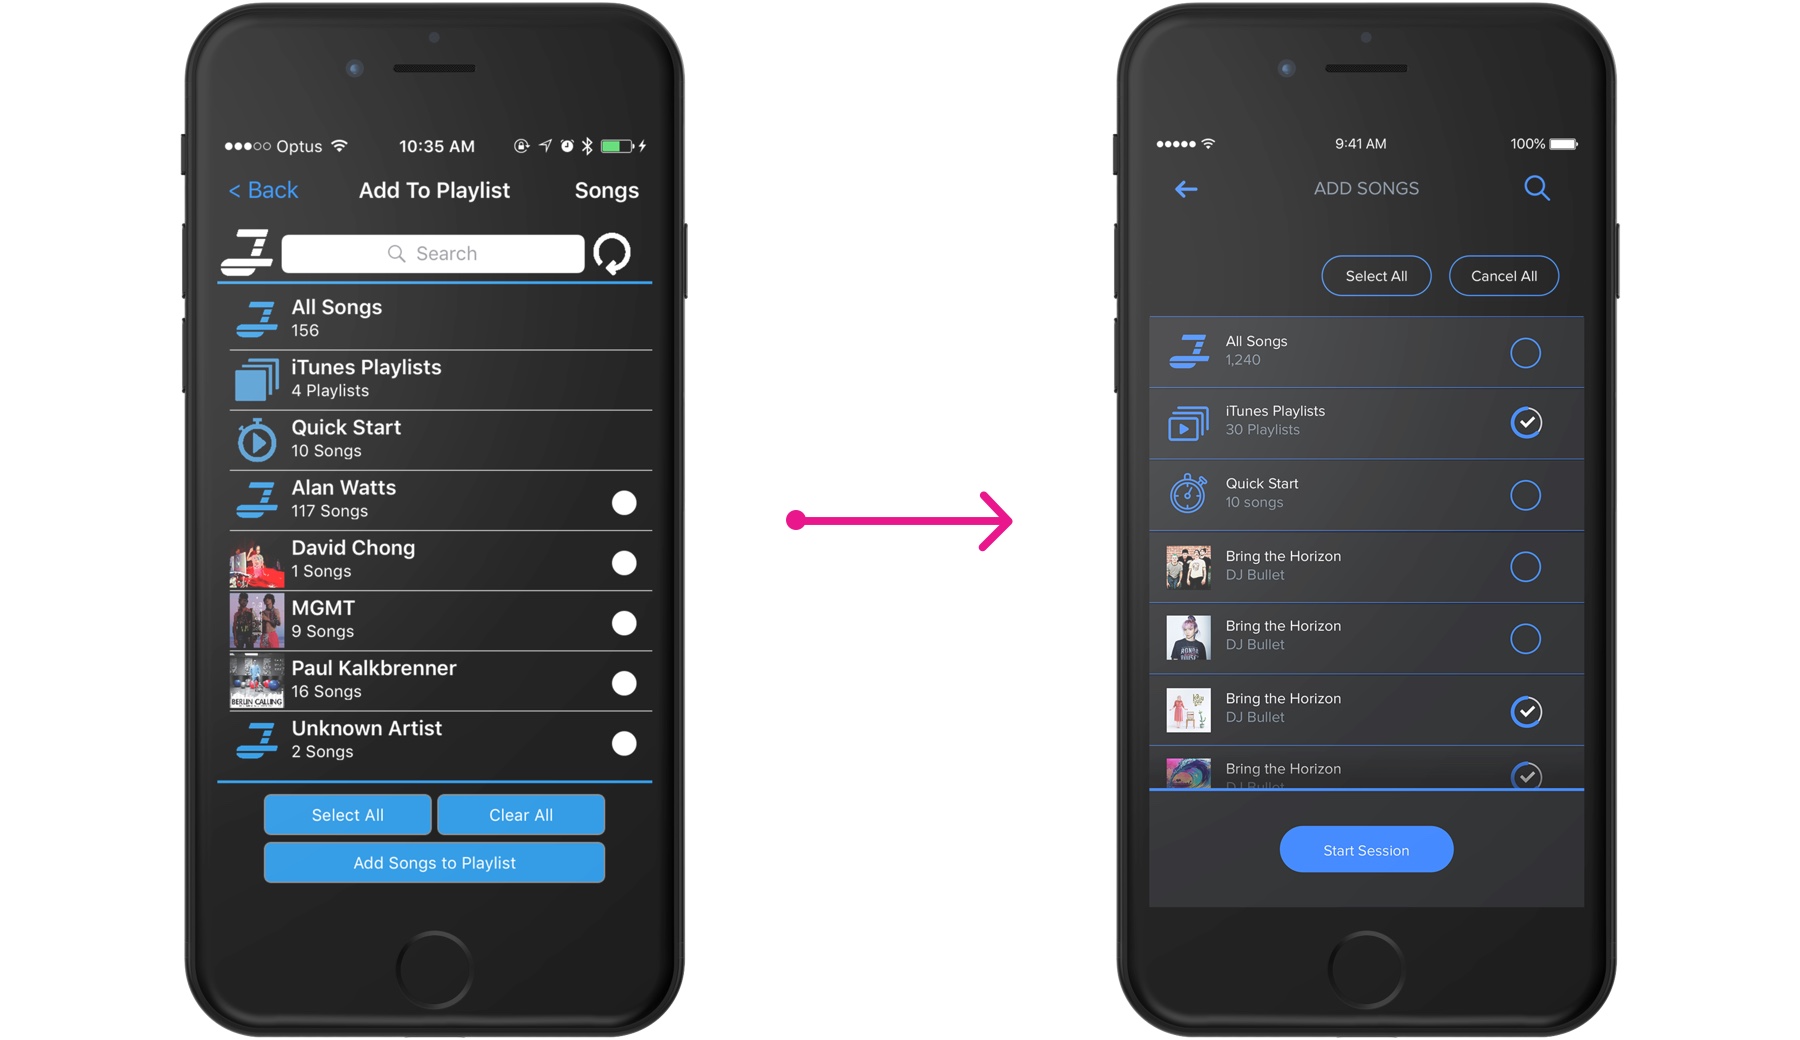 Optus 10:35 AM
< Back Add To Playlist Songs
Search
All Songs
156
iTunes Playlists
4 Playlists
Quick Start
10 Songs
Alan Watts
117 Songs
David Chong
1 Songs
MGMT
9 Songs
Paul Kalkbrenner
16 Songs
BERLIN CALLING
Unknown Artist
2 Songs
Select All Clear All
Add Songs to Playlist
9:41 AM 100%
ADD SONGS
Select All Cancel All
All Songs
1,240
iTunes Playlists
30 Playlists
Quick Start
10 songs
Bring the Horizon
DJ Bullet
Bring the Horizon
DJ Bullet
Bring the Horizon
DJ Bullet
Bring the Horizon
DJ Bullet
Start Session